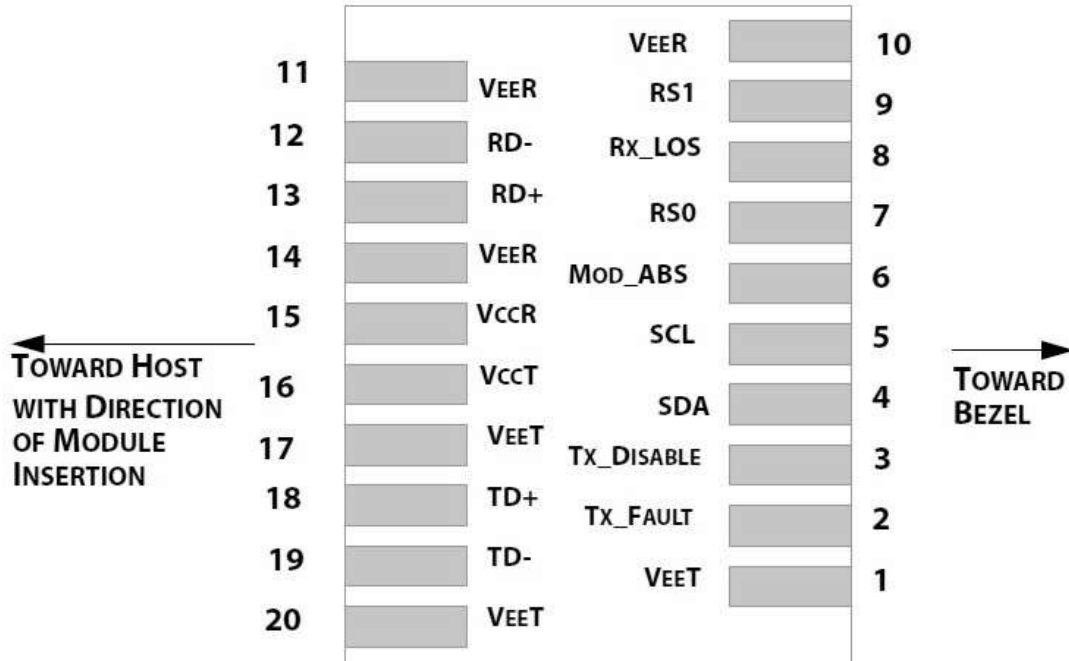 VEER 10
11 VEER
RS1 9
12 RD-
RX_LOS 8
13 RD+
RS0 7
14 VEER
MOD_ABS 6
15 VCCR
SCL 5
TOWARD HOST
WITH DIRECTION
OF MODULE
INSERTION
16 VCCT
SDA 4
TOWARD
BEZEL
17 VEET
TX_DISABLE 3
18 TD+
TX_FAULT 2
19 TD-
VEET 1
20 VEET